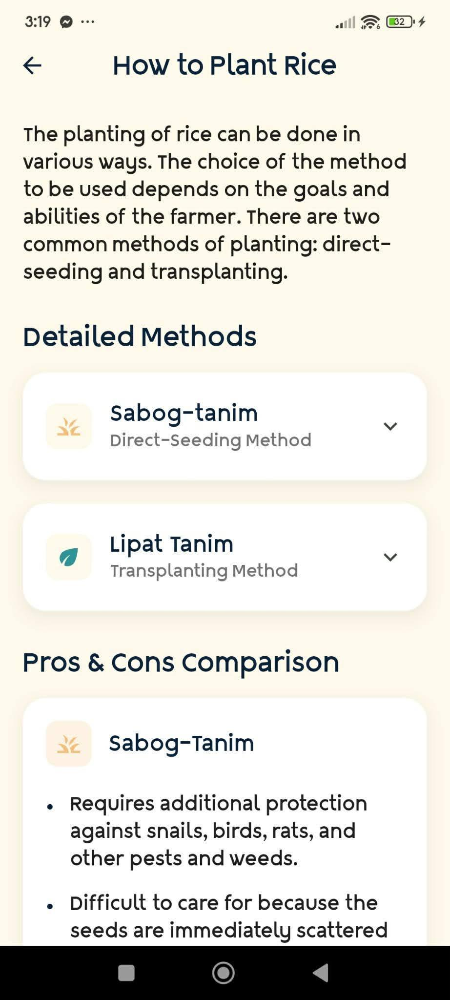 3:19
32
How to Plant Rice
The planting of rice can be done in
various ways. The choice of the method
to be used depends on the goals and
abilities of the farmer. There are two
common methods of planting: direct-
seeding and transplanting.
Detailed Methods
Sabog-tanim
Direct-Seeding Method
Lipat Tanim
Transplanting Method
Pros & Cons Comparison
Sabog-Tanim
• Requires additional protection
against snails, birds, rats, and
other pests and weeds.
• Difficult to care for because the
seeds are immediately scattered